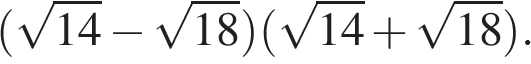 (√14 − √18)(√14 + √18).